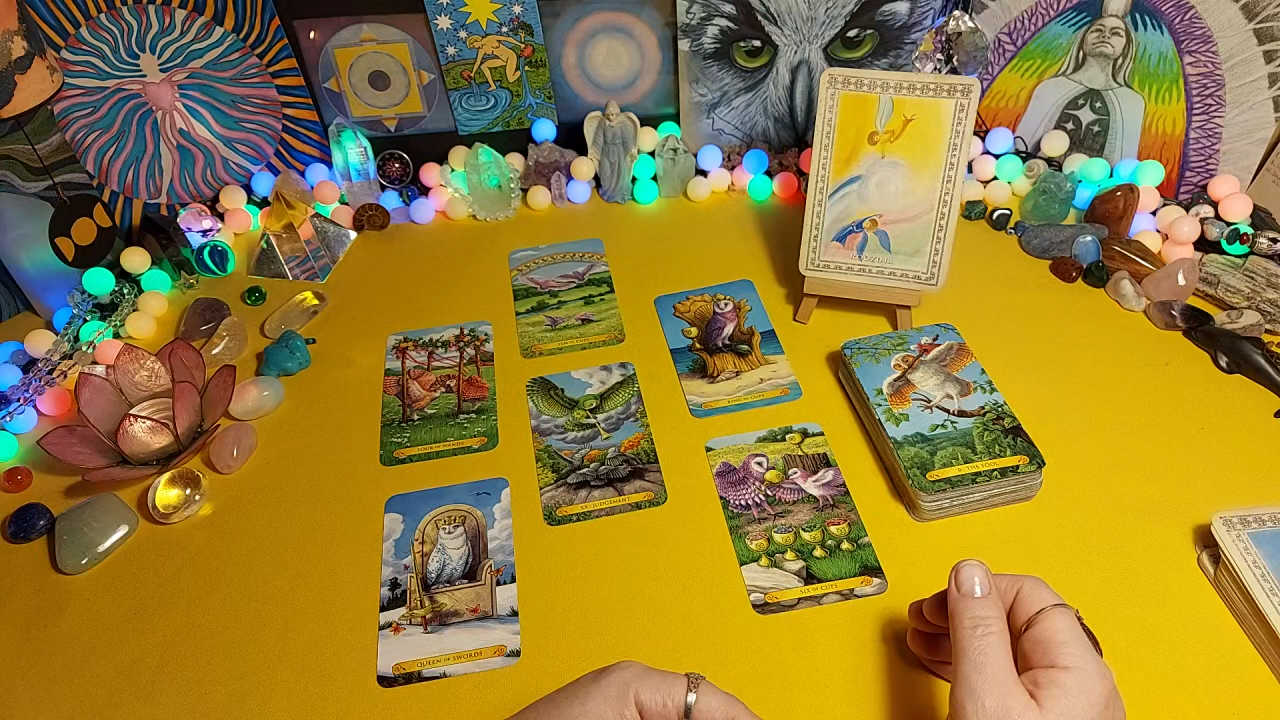 RODZINA
TEN OF CUPS
KING OF CUPS
FOUR OF WANDS
XX · JUDGEMENT
0 · THE FOOL
SIX OF CUPS
QUEEN OF SWORDS